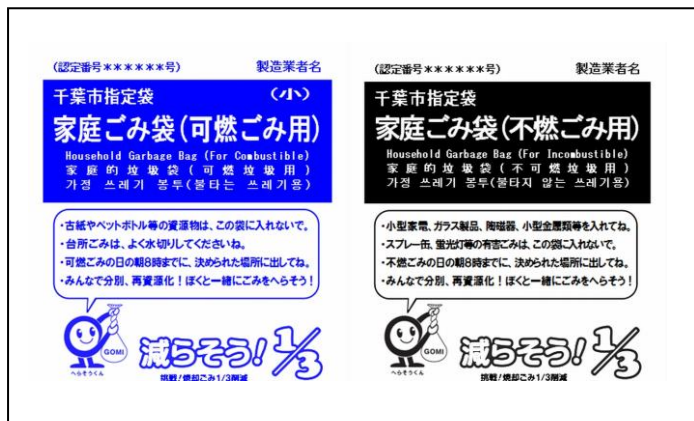 (認定番号******号) 製造業者名
千葉市指定袋 (小)
家庭ごみ袋(可燃ごみ用)
Household Garbage Bag (For Combustible)
家庭的垃圾袋(可燃垃圾用)
가정 쓰레기 봉투(불타는 쓰레기용)
・古紙やペットボトル等の資源物は、この袋に入れないで。
・台所ごみは、よく水切りしてくださいね。
・可燃ごみの日の朝8時までに、決められた場所に出してね。
・みんなで分別、再資源化!ぼくと一緒にごみをへらそう!
GOMI
へらそうくん
減らそう! 1/3
挑戦!焼却ごみ1/3削減
(認定番号******号) 製造業者名
千葉市指定袋
家庭ごみ袋(不燃ごみ用)
Household Garbage Bag (For Incombustible)
家庭的垃圾袋(不可燃垃圾用)
가정 쓰레기 봉투(불타지 않는 쓰레기용)
・小型家電、ガラス製品、陶磁器、小型金属類等を入れてね。
・スプレー缶、蛍光灯等の有害ごみは、この袋に入れないで。
・不燃ごみの日の朝8時までに、決められた場所に出してね。
・みんなで分別、再資源化!ぼくと一緒にごみをへらそう!
GOMI
へらそうくん
減らそう! 1/3
挑戦!焼却ごみ1/3削減